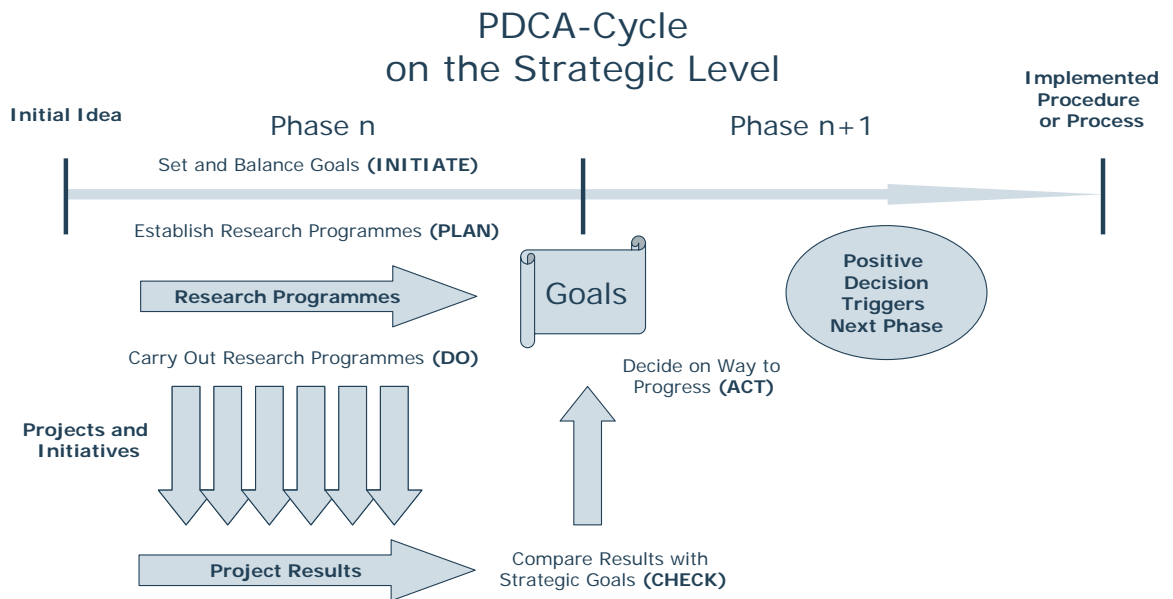 PDCA-Cycle
on the Strategic Level
Initial Idea
Phase n
Phase n+1
Implemented
Procedure
or Process
Set and Balance Goals (INITIATE)
Establish Research Programmes (PLAN)
Research Programmes
Goals
Positive
Decision
Triggers
Next Phase
Carry Out Research Programmes (DO)
Decide on Way to
Progress (ACT)
Projects and
Initiatives
Project Results
Compare Results with
Strategic Goals (CHECK)